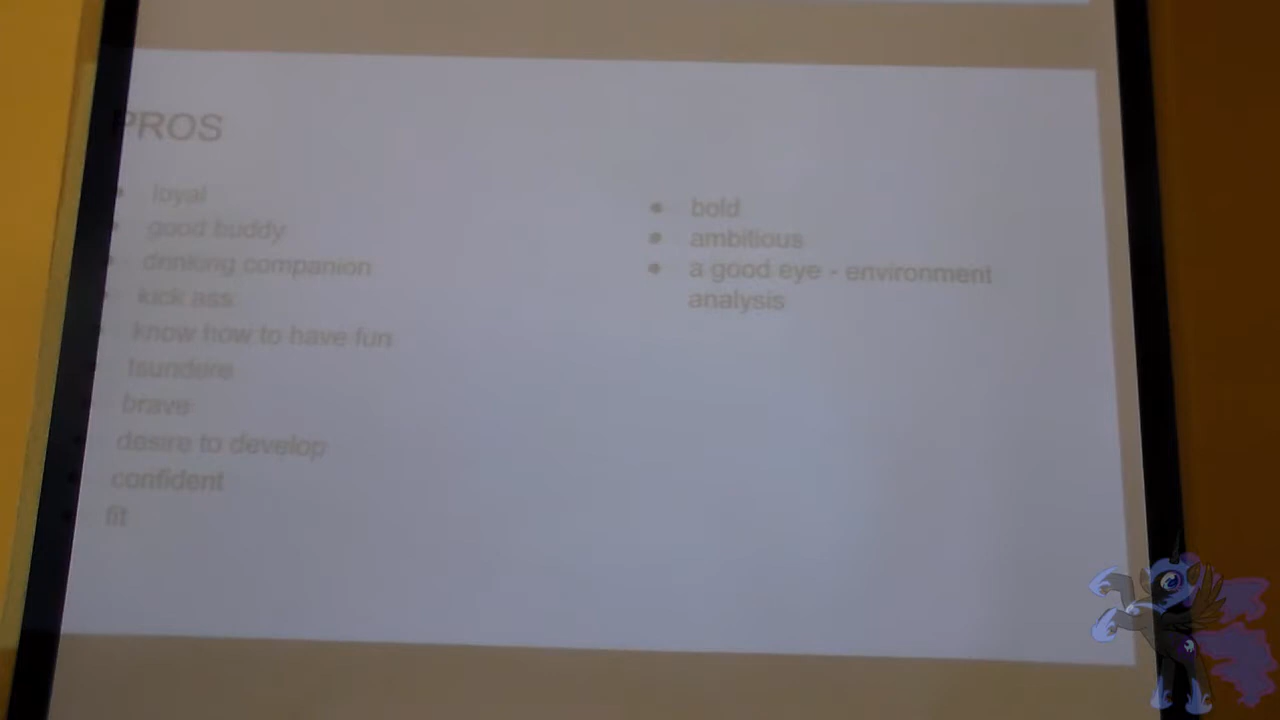 PROS
loyal
good buddy
drinking companion
kick ass
know how to have fun
tsundere
brave
desire to develop
confident
fit
bold
ambitious
a good eye - environment
analysis